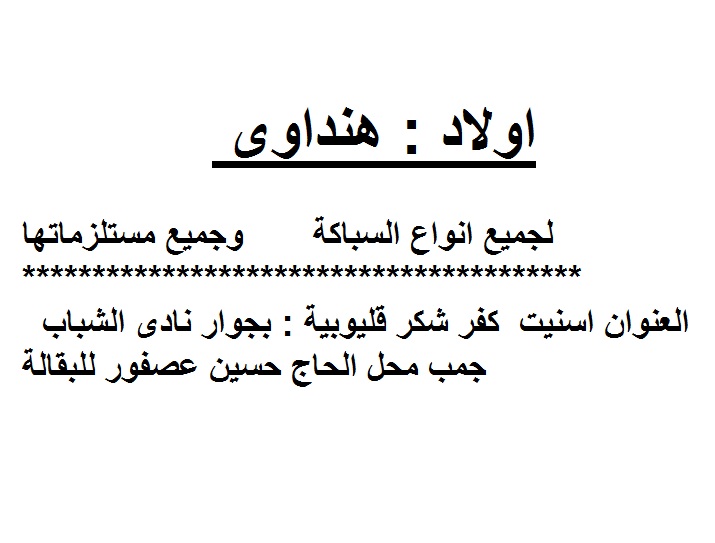 اولاد : هنداوى
لجميع انواع السباكة وجميع مستلزماتها
****************************************
العنوان اسنيت كفر شكر قليوبية : بجوار نادى الشباب
جمب محل الحاج حسين عصفور للبقالة